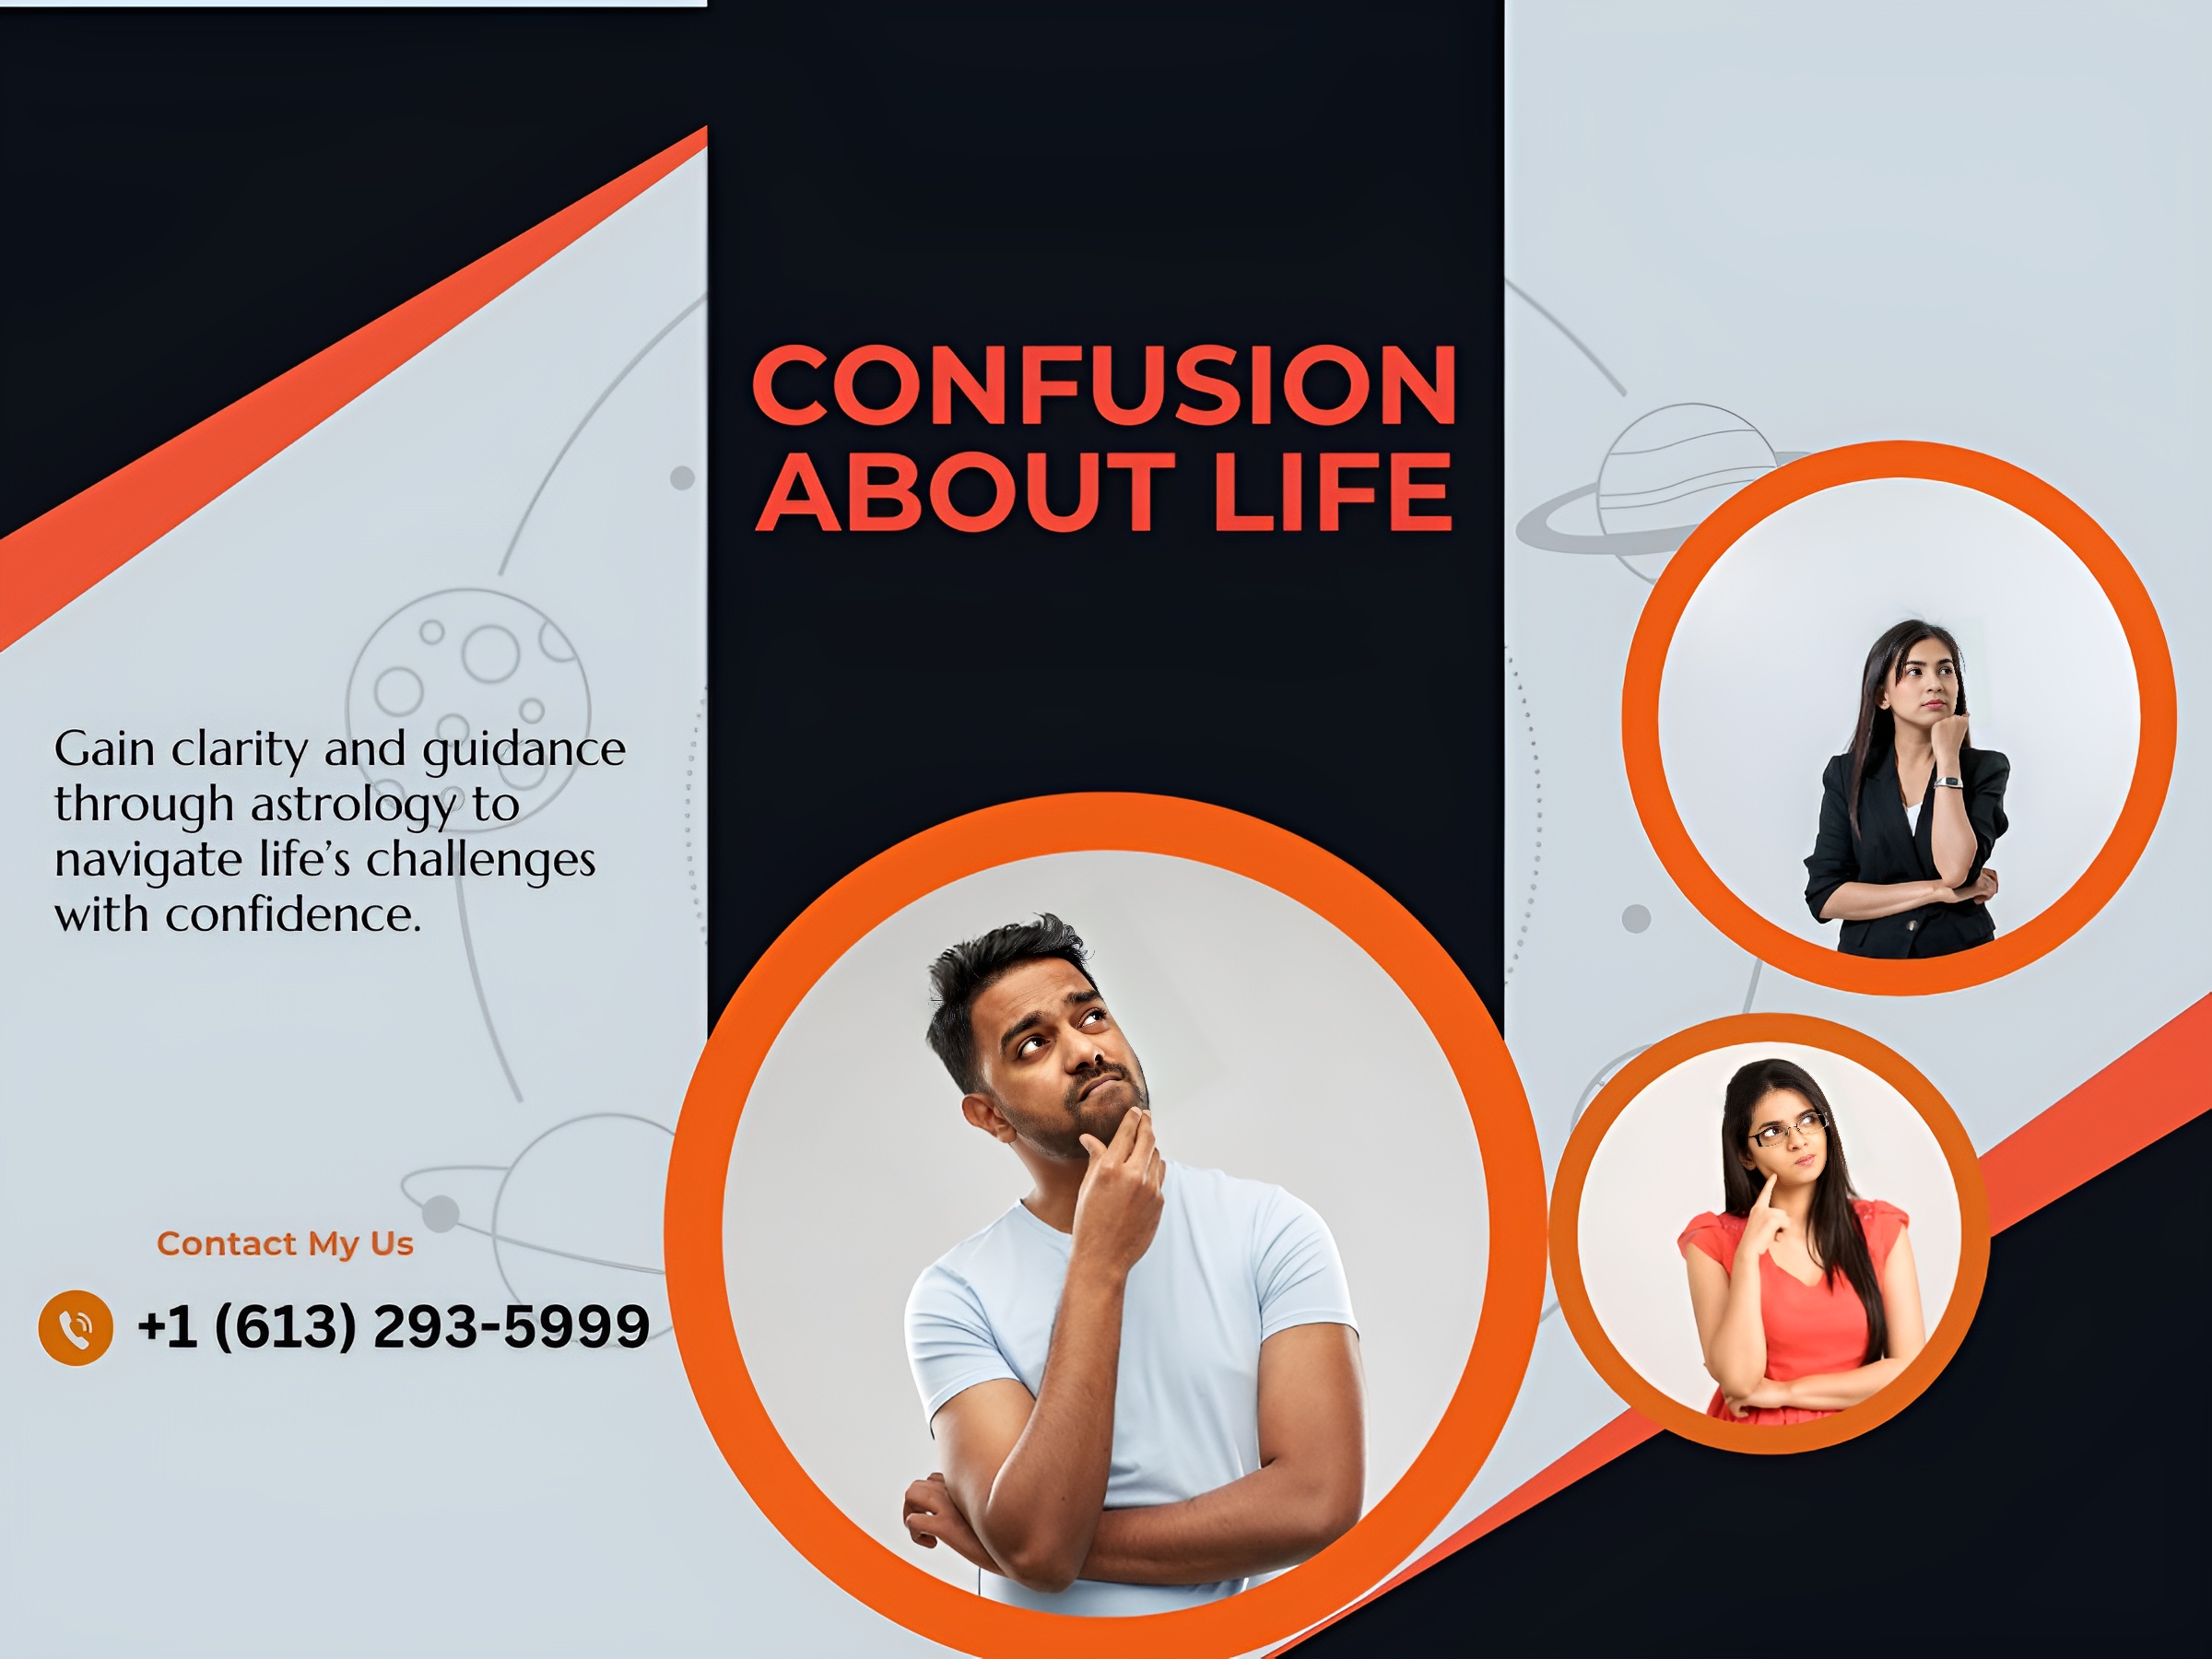 CONFUSION
ABOUT LIFE
Gain clarity and guidance
through astrology to
navigate life’s challenges
with confidence.
Contact My Us
+1 (613) 293-5999